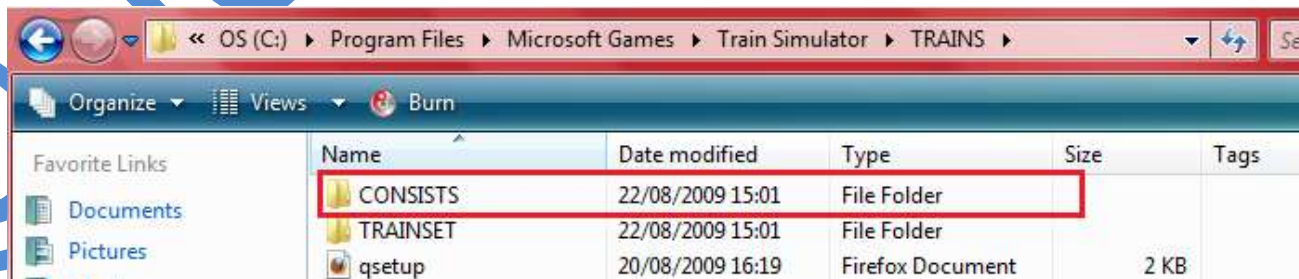 « OS (C:) ▸ Program Files ▸ Microsoft Games ▸ Train Simulator ▸ TRAINS ▸
Organize Views Burn
Favorite Links Name Date modified Type Size Tags
CONSISTS 22/08/2009 15:01 File Folder
Documents
TRAINSET 22/08/2009 15:01 File Folder
Pictures
qsetup 20/08/2009 16:19 Firefox Document 2 KB